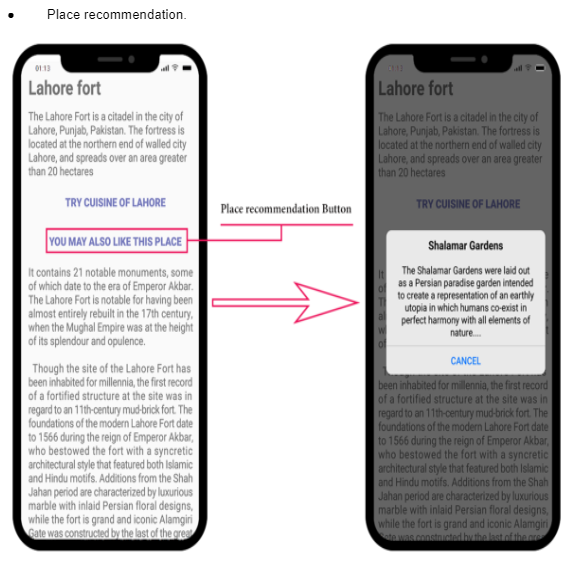 ● Place recommendation.
01:13
Lahore fort
The Lahore Fort is a citadel in the city of
Lahore, Punjab, Pakistan. The fortress is
located at the northern end of walled city
Lahore, and spreads over an area greater
than 20 hectares
TRY CUISINE OF LAHORE
YOU MAY ALSO LIKE THIS PLACE
It contains 21 notable monuments, some
of which date to the era of Emperor Akbar.
The Lahore Fort is notable for having been
almost entirely rebuilt in the 17th century,
when the Mughal Empire was at the height
of its splendour and opulence.
Though the site of the Lahore Fort has
been inhabited for millennia, the first record
of a fortified structure at the site was in
regard to an 11th-century mud-brick fort. The
foundations of the modern Lahore Fort date
to 1566 during the reign of Emperor Akbar,
who bestowed the fort with a syncretic
architectural style that featured both Islamic
and Hindu motifs. Additions from the Shah
Jahan period are characterized by luxurious
marble with inlaid Persian floral designs,
while the fort is grand and iconic Alamgiri
Gate was constructed by the last of the great
Place recommendation Button
Lahore fort
The Lahore Fort is a citadel in the city of
Lahore, Punjab, Pakistan. The fortress is
located at the northern end of walled city
Lahore, and spreads over an area greater
than 20 hectares
TRY CUISINE OF LAHORE
Shalamar Gardens
The Shalamar Gardens were laid out
as a Persian paradise garden intended
to create a representation of an earthly
utopia in which humans co-exist in
perfect harmony with all elements of
nature....
CANCEL
been inhabited for millennia, the first record
of a fortified structure at the site was in
regard to an 11th-century mud-brick fort. The
foundations of the modern Lahore Fort date
to 1566 during the reign of Emperor Akbar,
who bestowed the fort with a syncretic
architectural style that featured both Islamic
and Hindu motifs. Additions from the Shah
Jahan period are characterized by luxurious
marble with inlaid Persian floral designs,
while the fort is grand and iconic Alamgiri
Gate was constructed by the last of the great